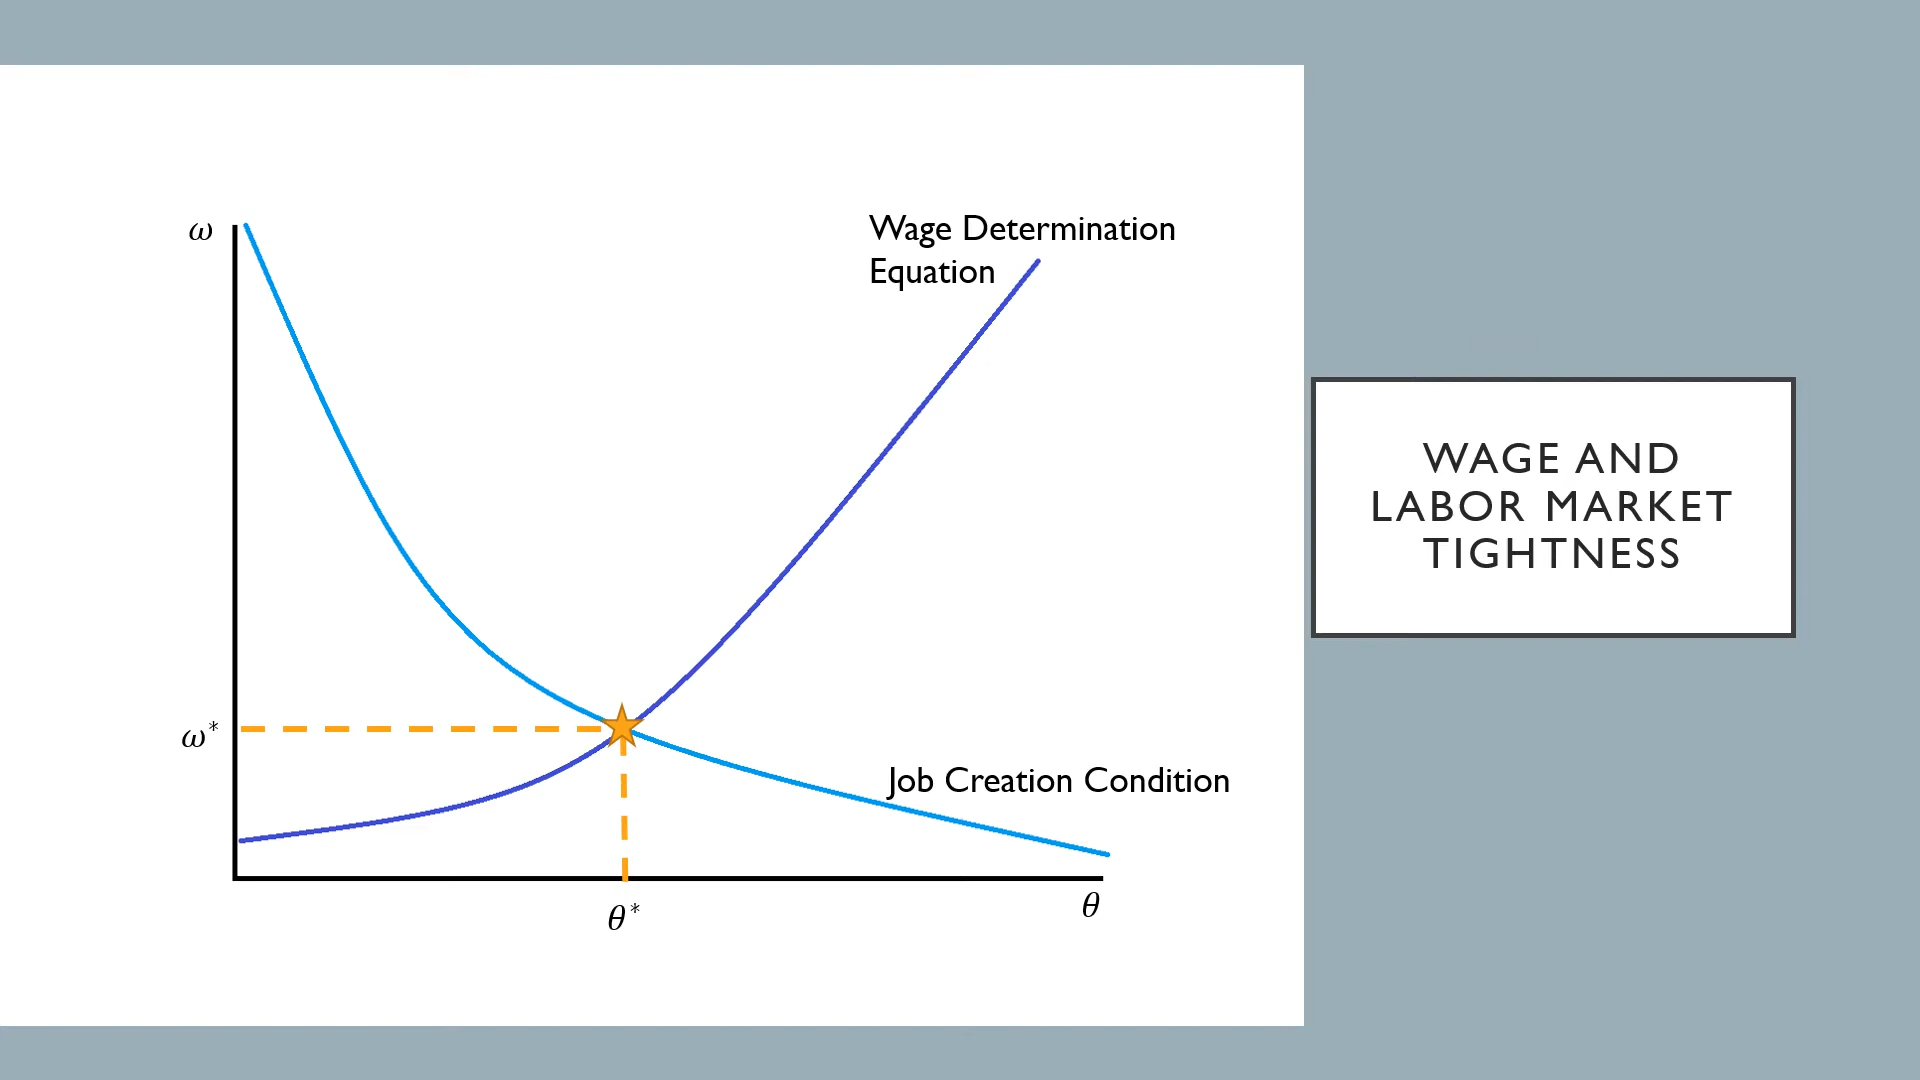 ω
Wage Determination
Equation
ω*
Job Creation Condition
θ*
θ
WAGE AND
LABOR MARKET
TIGHTNESS